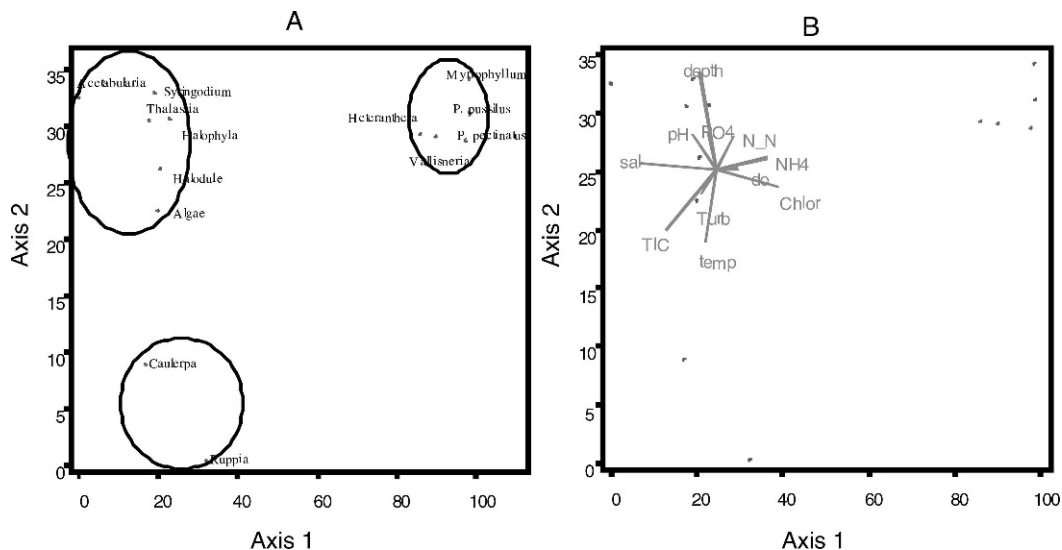 A
B
Axis 2
35
30
25
20
15
10
5
0
0
20
40
60
80
100
Axis 1
Acetabularia
Syringodium
Thalassia
Halophyla
Halodule
Algae
Caulerpa
Ruppia
Myriophyllum
P. pussilus
Heteranthera
P. pectinatus
Vallisneria
Axis 2
35
30
25
20
15
10
5
0
0
20
40
60
80
100
Axis 1
depth
pH
PO4
N_N
sal
NH4
do
Chlor
Turb
TIC
temp